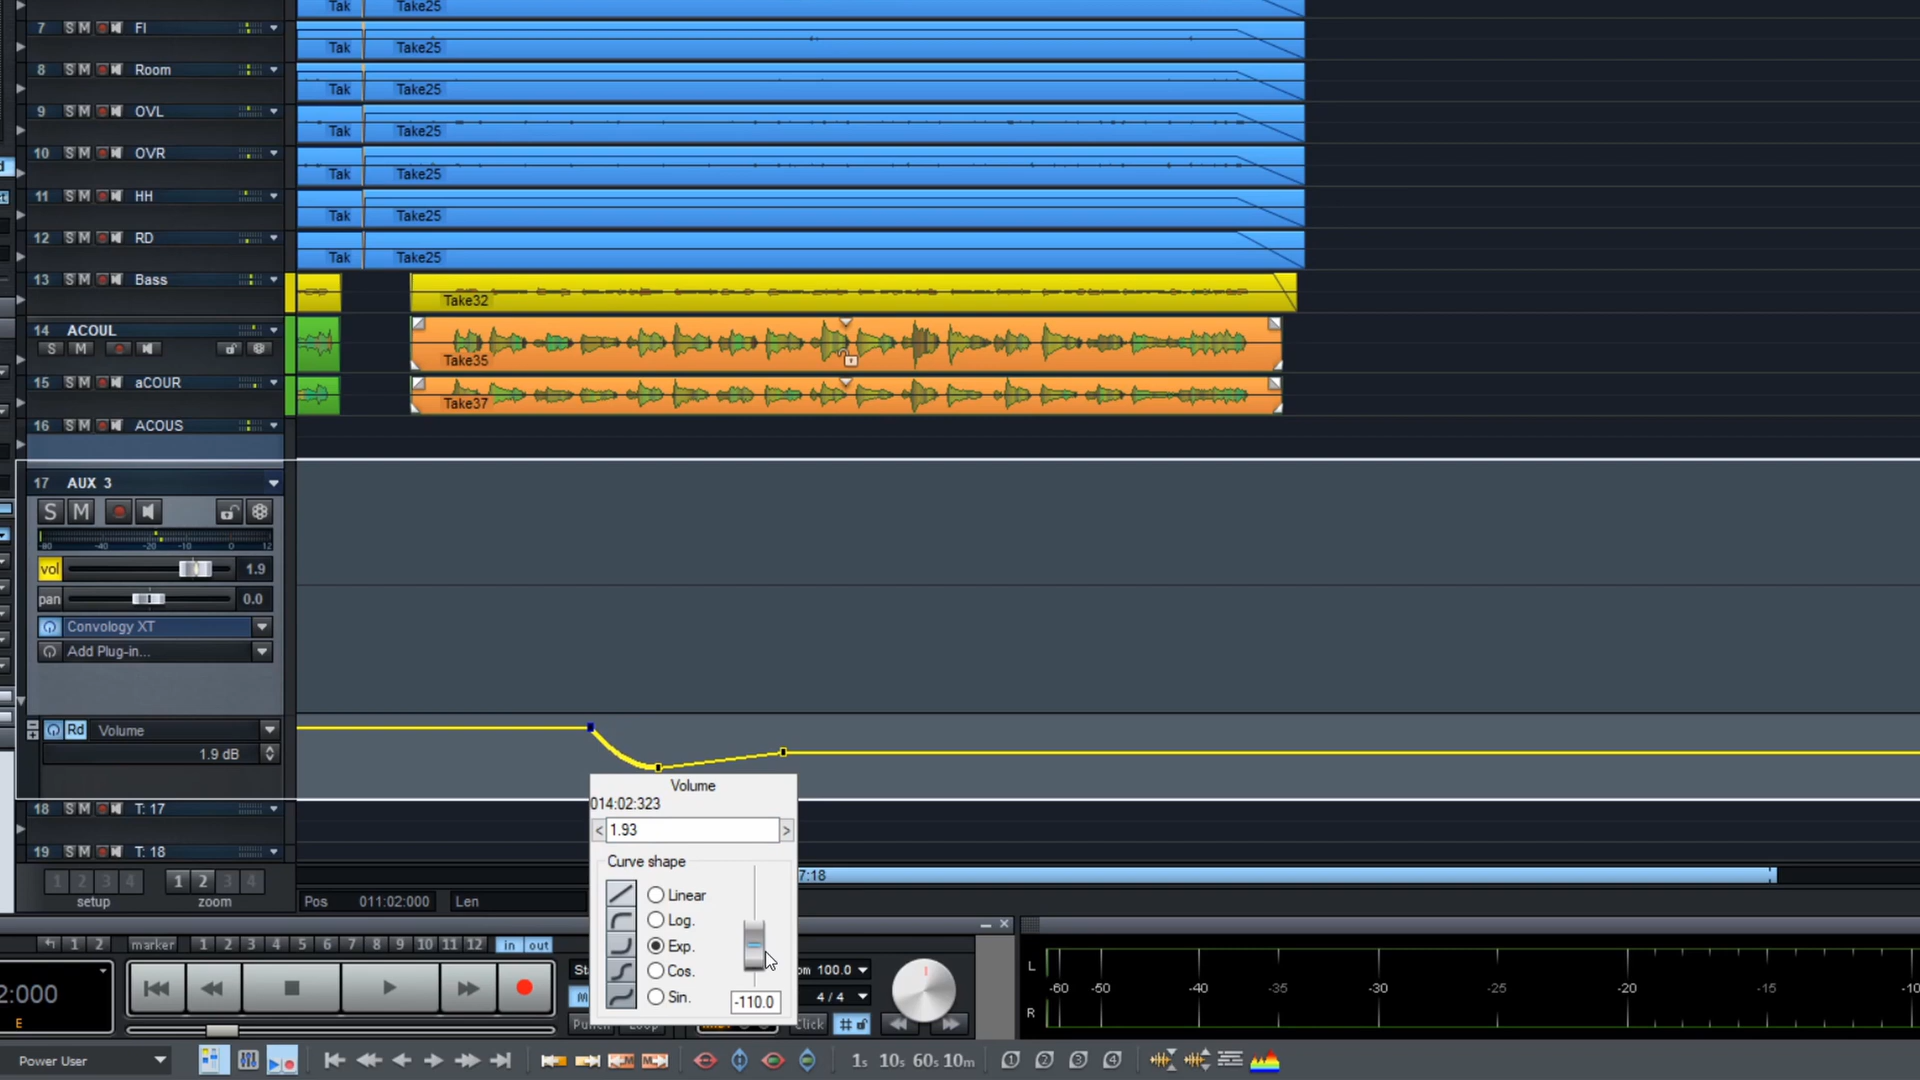 Tak Take25
7 S M FI
Tak Take25
8 S M Room
Tak Take25
9 S M OVL
Tak Take25
10 S M OVR
Tak Take25
11 S M HH
Tak Take25
12 S M RD
Tak Take25
13 S M Bass
Take32
14 ACOUL
S M
Take35
15 S M aCOUR
Take37
16 S M ACOUS
17 AUX 3
S M
-80 -40 -20 -10 0 12
vol 1.9
pan 0.0
Convology XT
Add Plug-in...
Rd Volume
1.9 dB
Volume
014:02:323
< 1.93 >
Curve shape
Linear
Log.
Exp.
Cos.
Sin.
-110.0
18 S M T: 17
19 S M T: 18
7:18
1 2 3 4 1 2 3 4
setup zoom
Pos 011:02:000 Len
1 2 marker 1 2 3 4 5 6 7 8 9 10 11 12 in out
2:000
E
100.0
4 / 4
Click
L -60 -50 -40 -35 -30 -25 -20 -15 -10
R
Power User
1s 10s 60s 10m 1 2 3 4